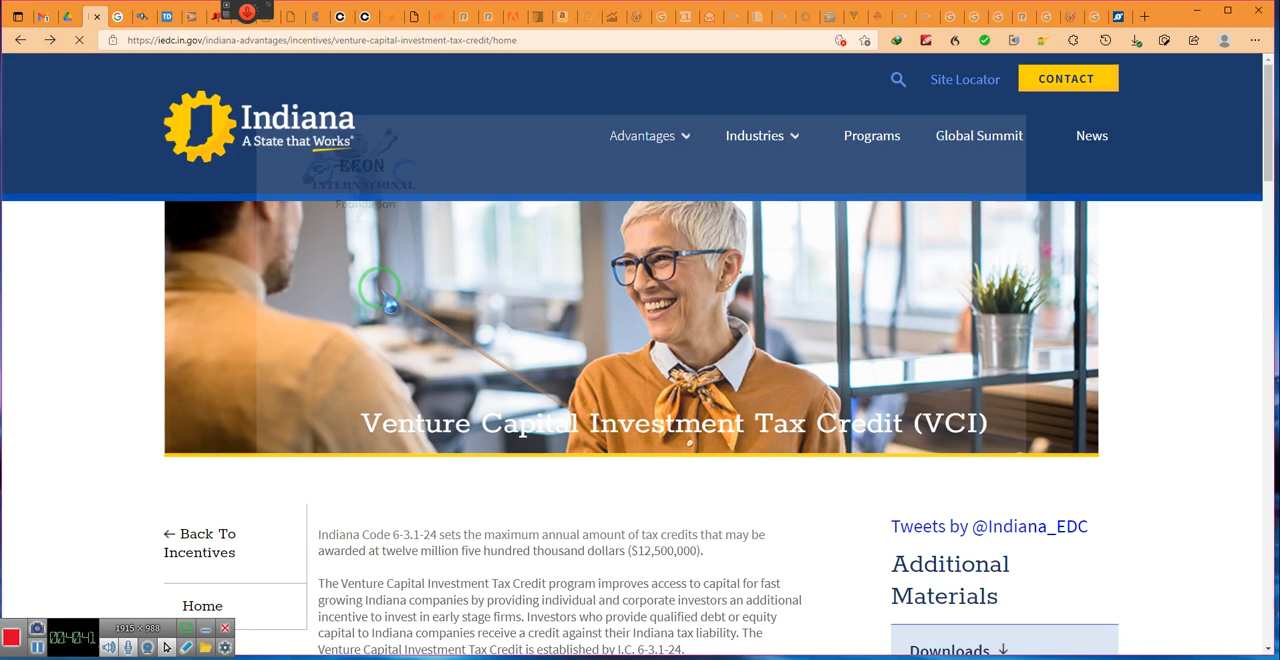 https://iedc.in.gov/indiana-advantages/incentives/venture-capital-investment-tax-credit/home
Site Locator
CONTACT
Indiana
A State that Works
Advantages
Industries
Programs
Global Summit
News
EEON
INTERNATIONAL
Foundation
Venture Capital Investment Tax Credit (VCI)
← Back To
Incentives
Home
Indiana Code 6-3.1-24 sets the maximum annual amount of tax credits that may be
awarded at twelve million five hundred thousand dollars ($12,500,000).
The Venture Capital Investment Tax Credit program improves access to capital for fast
growing Indiana companies by providing individual and corporate investors an additional
incentive to invest in early stage firms. Investors who provide qualified debt or equity
capital to Indiana companies receive a credit against their Indiana tax liability. The
Venture Capital Investment Tax Credit is established by I.C. 6-3.1-24.
Tweets by @Indiana_EDC
Additional
Materials
Downloads ↓
1915 x 988
00:40:41